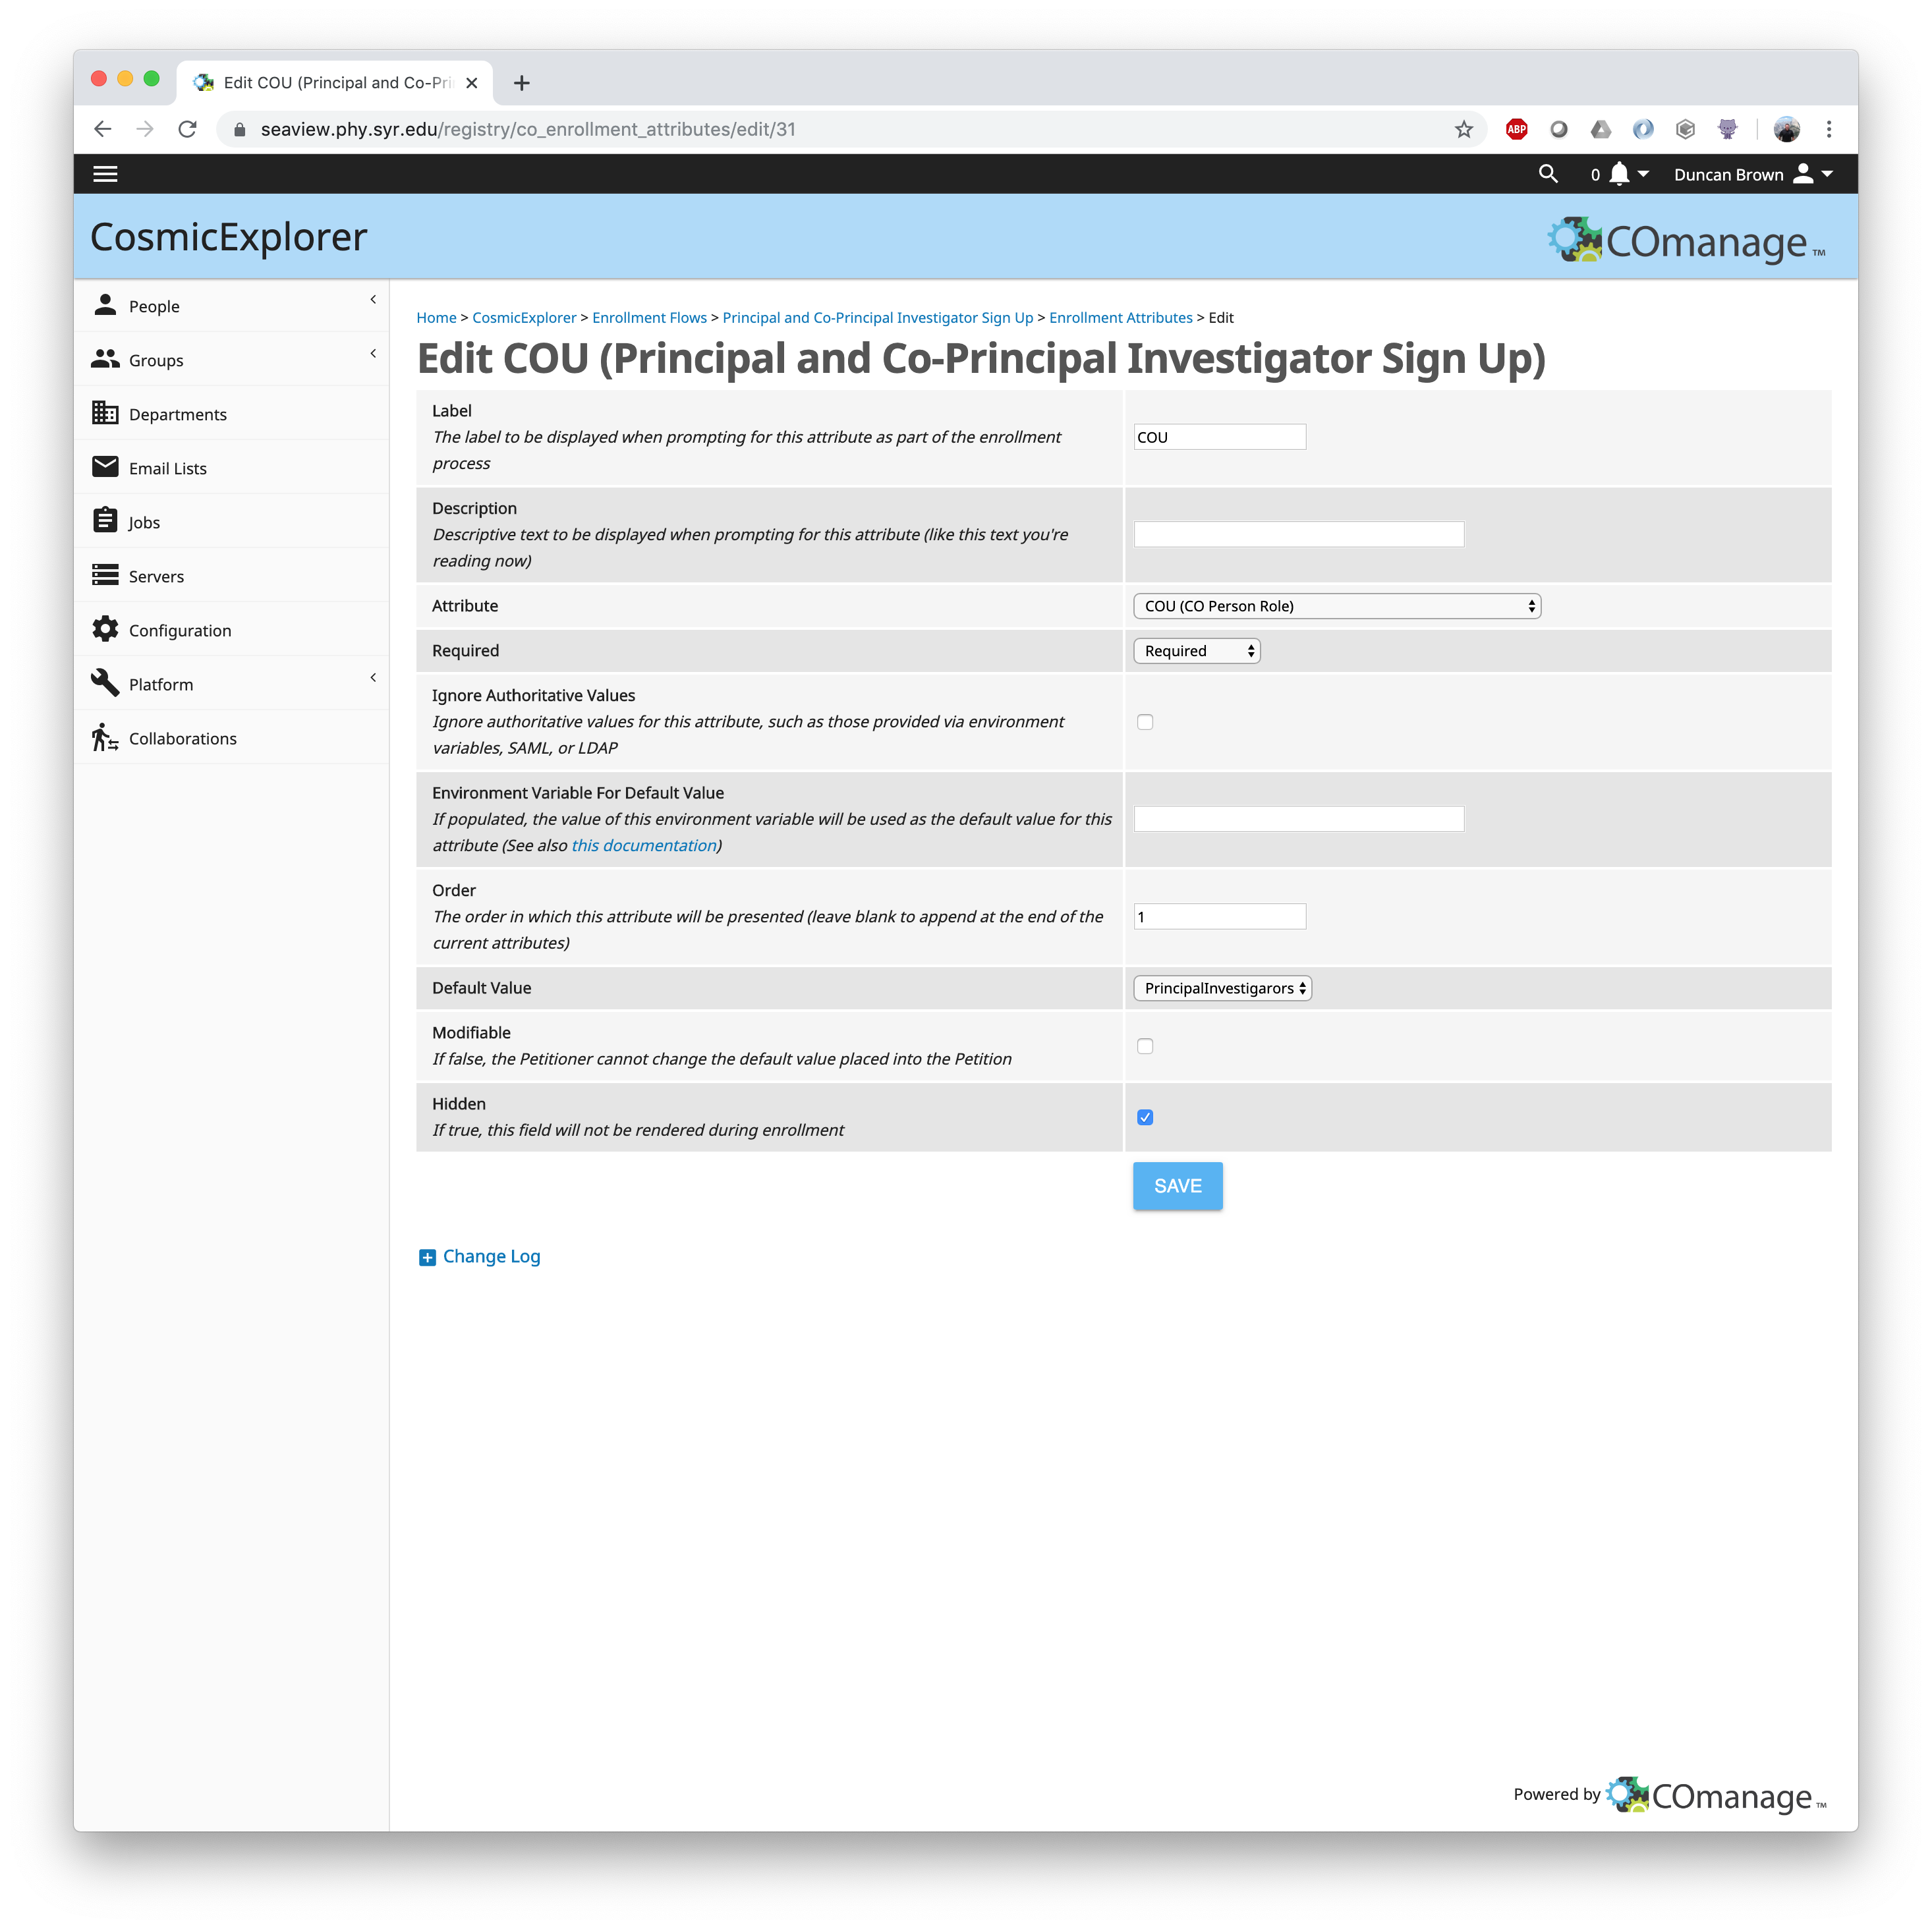 Edit COU (Principal and Co-Pri
seaview.phy.syr.edu/registry/co_enrollment_attributes/edit/31
ABP
0
Duncan Brown
CosmicExplorer
COmanage TM
People
Groups
Departments
Email Lists
Jobs
Servers
Configuration
Platform
Collaborations
Home > CosmicExplorer > Enrollment Flows > Principal and Co-Principal Investigator Sign Up > Enrollment Attributes > Edit
Edit COU (Principal and Co-Principal Investigator Sign Up)
Label
The label to be displayed when prompting for this attribute as part of the enrollment
process
COU
Description
Descriptive text to be displayed when prompting for this attribute (like this text you're
reading now)
Attribute
COU (CO Person Role)
Required
Required
Ignore Authoritative Values
Ignore authoritative values for this attribute, such as those provided via environment
variables, SAML, or LDAP
Environment Variable For Default Value
If populated, the value of this environment variable will be used as the default value for this
attribute (See also this documentation)
Order
The order in which this attribute will be presented (leave blank to append at the end of the
current attributes)
1
Default Value
PrincipalInvestigarors
Modifiable
If false, the Petitioner cannot change the default value placed into the Petition
Hidden
If true, this field will not be rendered during enrollment
SAVE
Change Log
Powered by COmanage TM